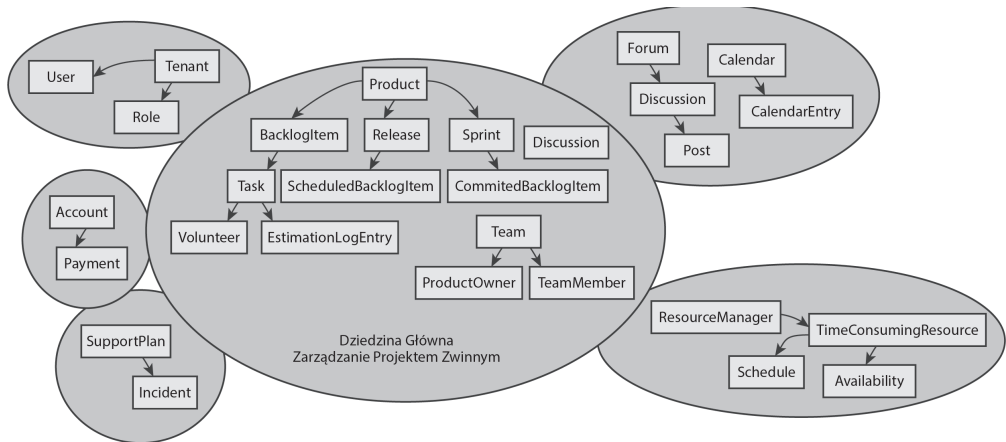 User
Tenant
Role
Product
BacklogItem
Release
Sprint
Discussion
Task
ScheduledBacklogItem
CommitedBacklogItem
Volunteer
EstimationLogEntry
Team
ProductOwner
TeamMember
Dziedzina Główna
Zarządzanie Projektem Zwinnym
Forum
Calendar
Discussion
CalendarEntry
Post
Account
Payment
SupportPlan
Incident
ResourceManager
TimeConsumingResource
Schedule
Availability